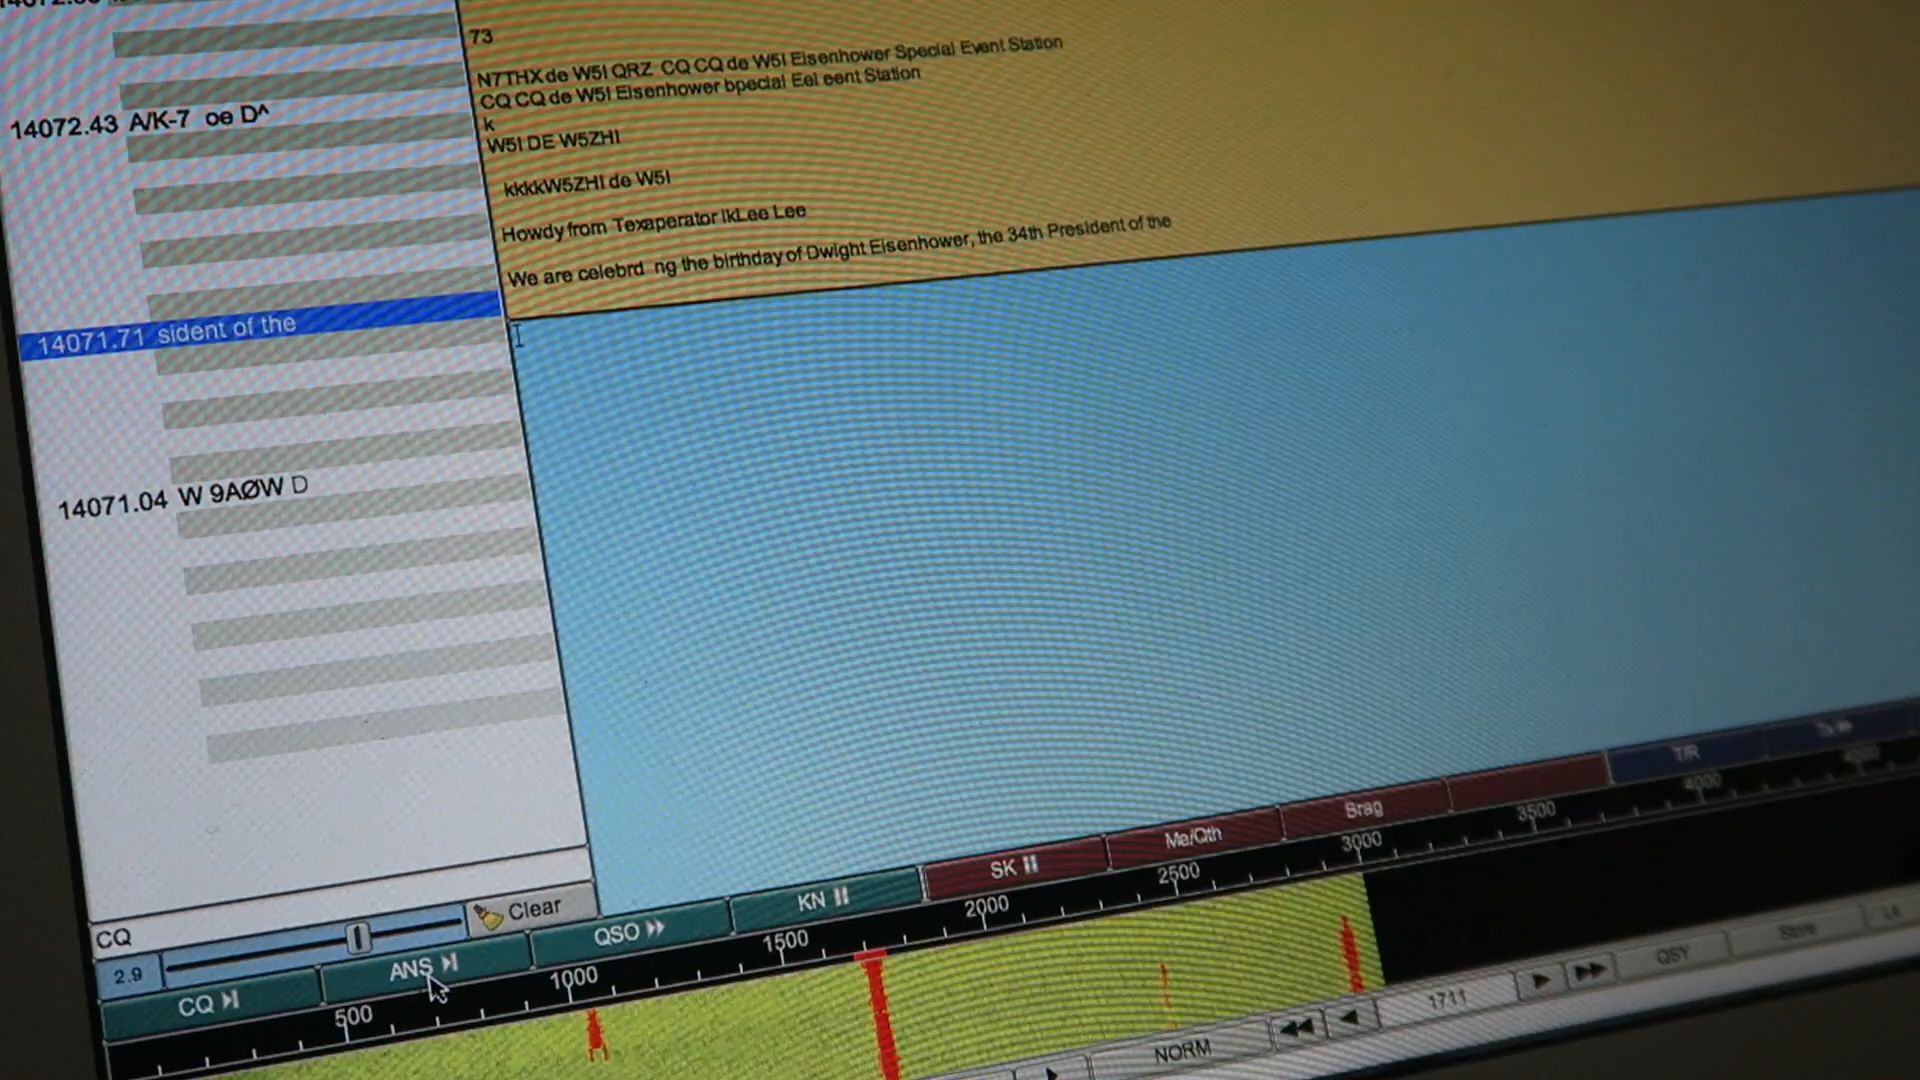 73
N7THX de W5I QRZ CQ CQ de W5I Eisenhower Special Event Station
CQ CQ de W5I Eisenhower bpecial Eel eent Station
k
W5I DE W5ZHI
kkkkW5ZHI de W5I
Howdy from Texaperator IkLee Lee
We are celebrd ng the birthday of Dwight Eisenhower, the 34th President of the
14072.43 A/K-7 oe D^
14071.71 sident of the
14071.04 W 9AØW D
CQ
2.9
Clear
CQ ANS QSO KN SK Me/Qth Brag T/R
500 1000 1500 2000 2500 3000 3500 4000
NORM 1711 QSY Store